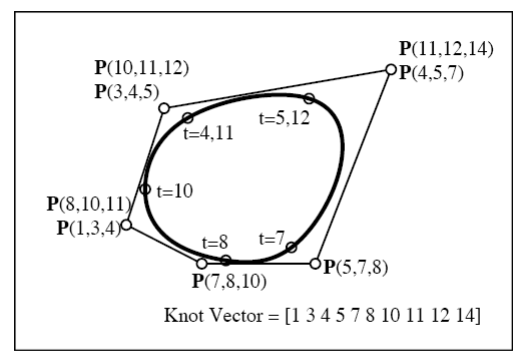 P(11,12,14)
P(4,5,7)
P(10,11,12)
P(3,4,5)
t=5,12
t=4,11
t=10
P(8,10,11)
P(1,3,4)
t=8
t=7
P(5,7,8)
P(7,8,10)
Knot Vector = [1 3 4 5 7 8 10 11 12 14]